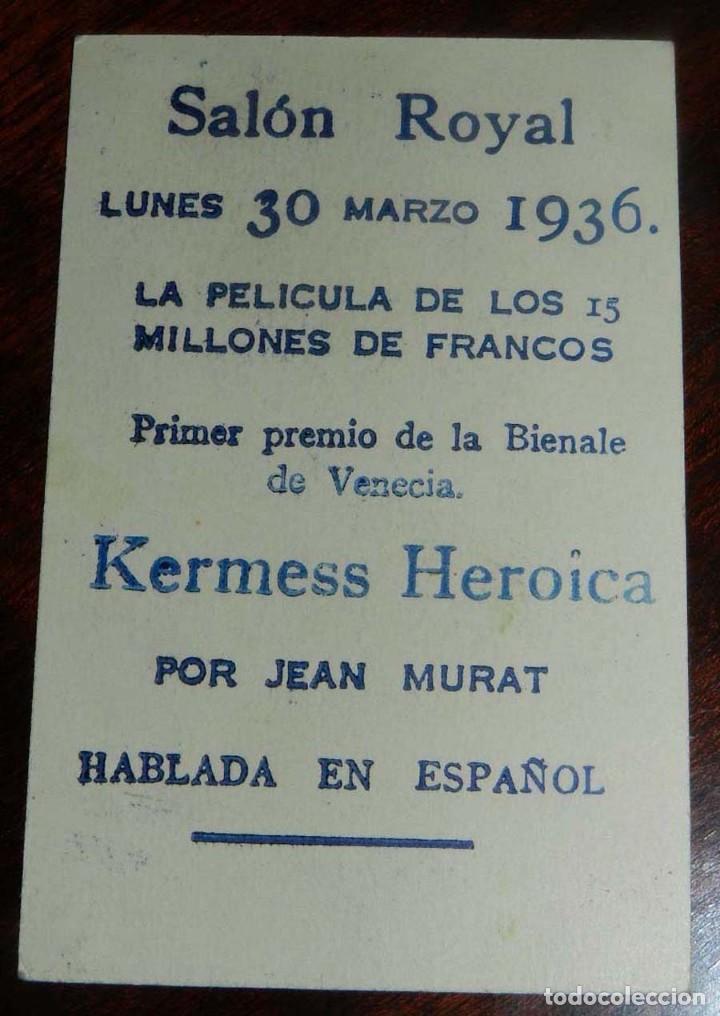 Salón Royal
LUNES 30 MARZO 1936.
LA PELICULA DE LOS 15
MILLONES DE FRANCOS
Primer premio de la Bienale
de Venecia.
Kermess Heroica
POR JEAN MURAT
HABLADA EN ESPAÑOL
todocoleccion.net